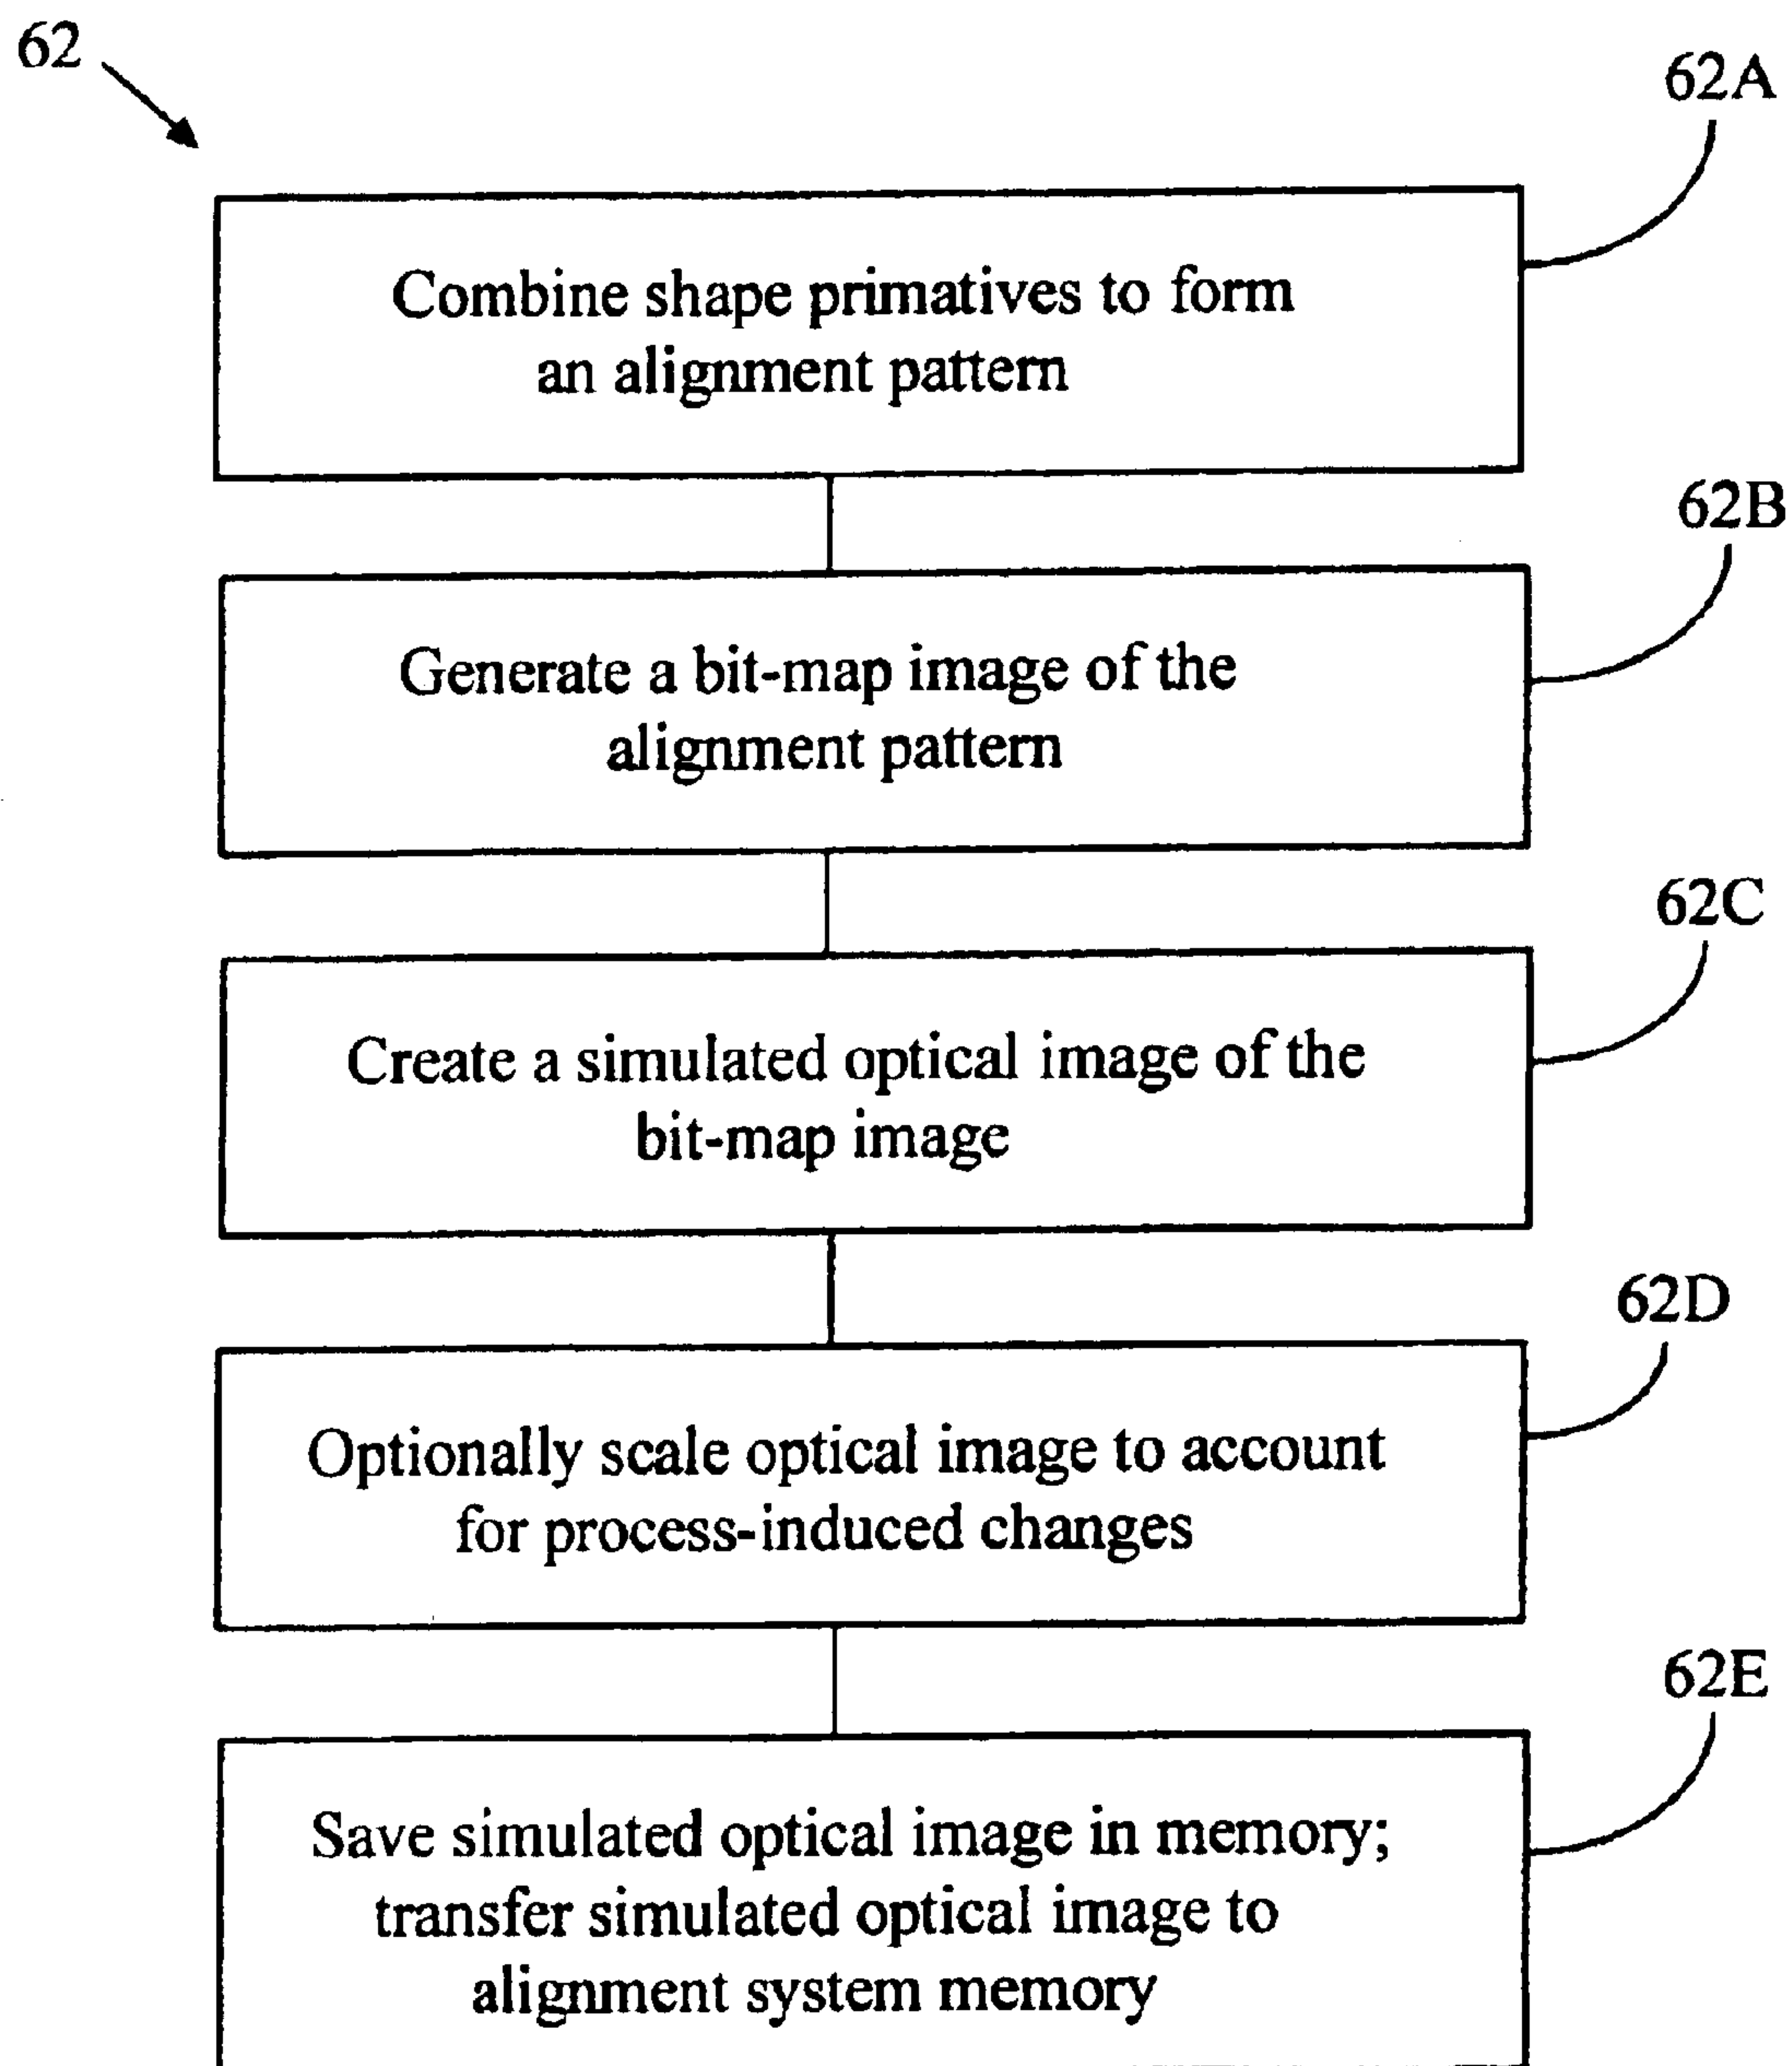 62
62A
Combine shape primatives to form
an alignment pattern
62B
Generate a bit-map image of the
alignment pattern
62C
Create a simulated optical image of the
bit-map image
62D
Optionally scale optical image to account
for process-induced changes
62E
Save simulated optical image in memory;
transfer simulated optical image to
alignment system memory